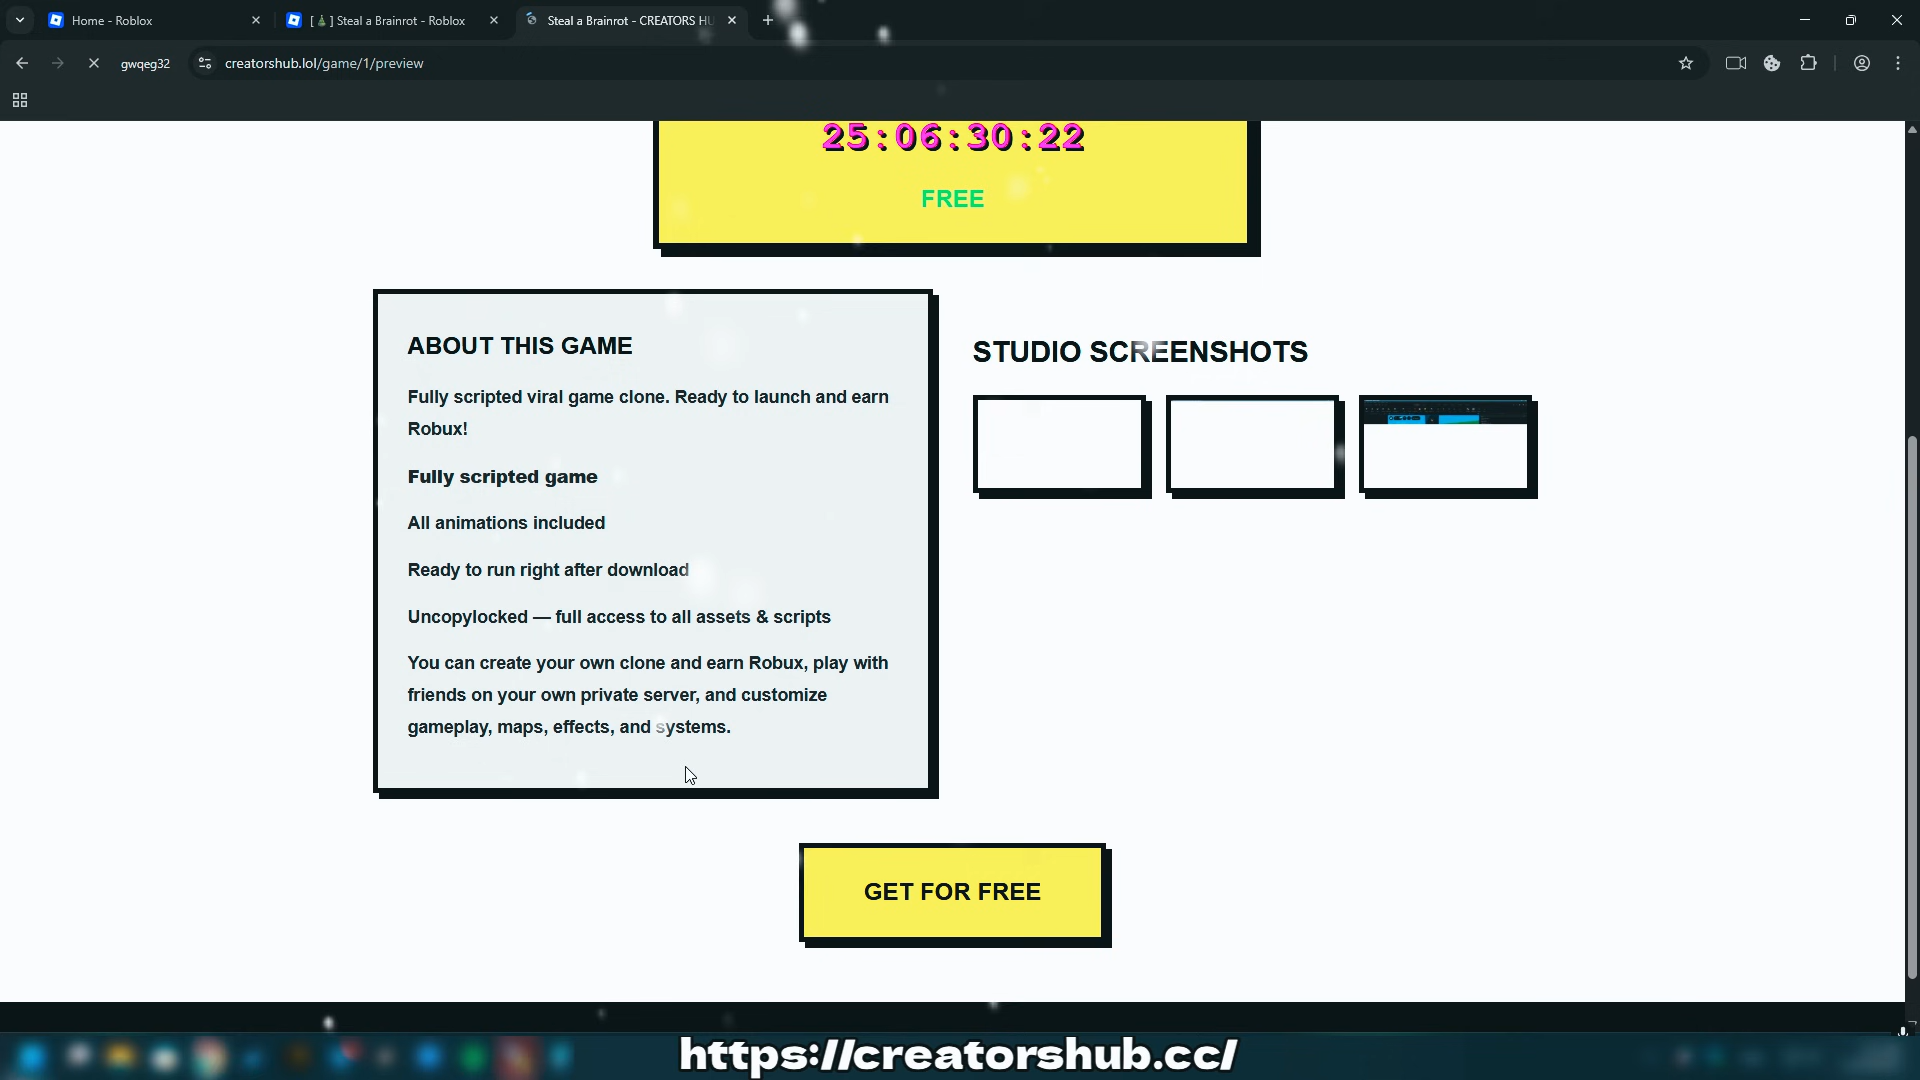 Home - Roblox
[🎄] Steal a Brainrot - Roblox
Steal a Brainrot - CREATORS HU
gwqeg32
creatorshub.lol/game/1/preview
25:06:30:22
FREE
ABOUT THIS GAME
Fully scripted viral game clone. Ready to launch and earn
Robux!
Fully scripted game
All animations included
Ready to run right after download
Uncopylocked — full access to all assets & scripts
You can create your own clone and earn Robux, play with
friends on your own private server, and customize
gameplay, maps, effects, and systems.
STUDIO SCREENSHOTS
GET FOR FREE
https://creatorshub.cc/